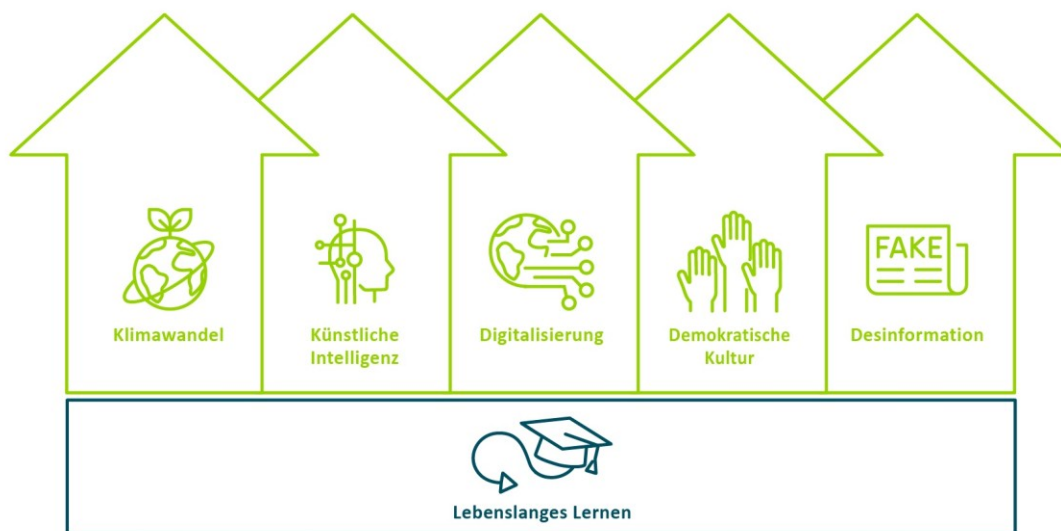 Klimawandel
Künstliche
Intelligenz
Digitalisierung
Demokratische
Kultur
FAKE
Desinformation
Lebenslanges Lernen